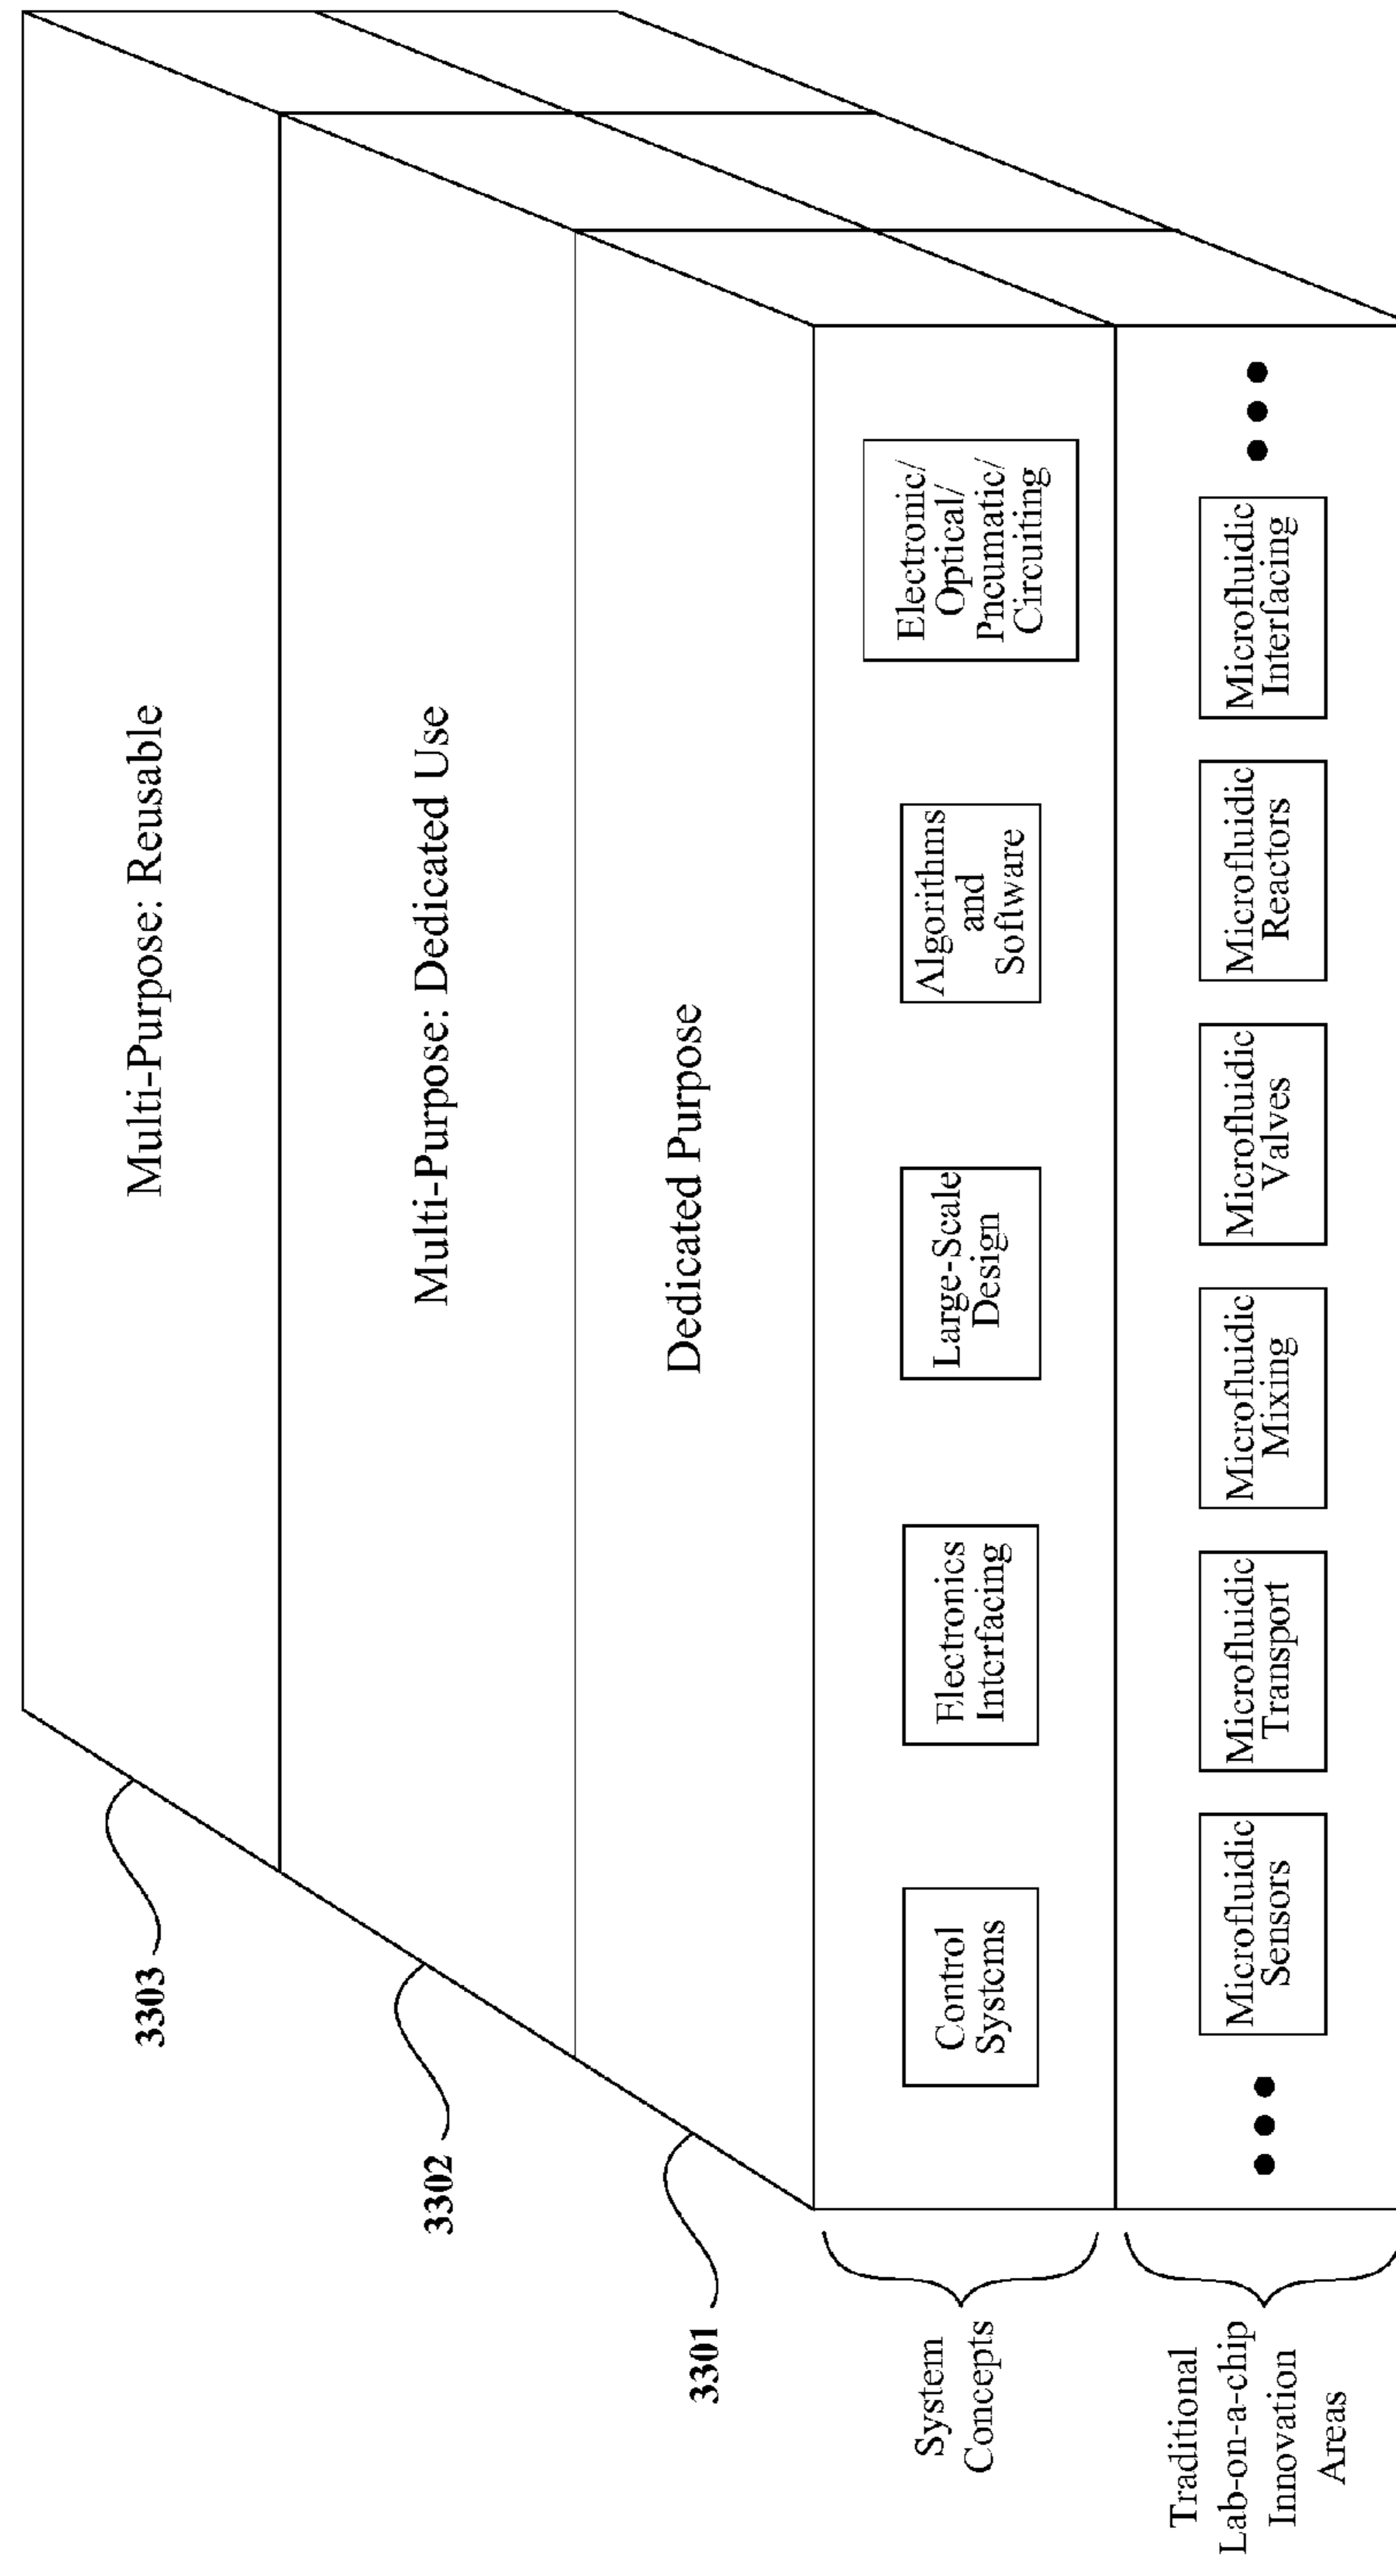 Multi-Purpose: Reusable
3303
Multi-Purpose: Dedicated Use
3302
Dedicated Purpose
3301
System
Concepts
Control
Systems
Electronics
Interfacing
Large-Scale
Design
Algorithms
and
Software
Electronic/
Optical/
Pneumatic/
Circuiting
Traditional
Lab-on-a-chip
Innovation
Areas
Microfluidic
Sensors
Microfluidic
Transport
Microfluidic
Mixing
Microfluidic
Valves
Microfluidic
Reactors
Microfluidic
Interfacing